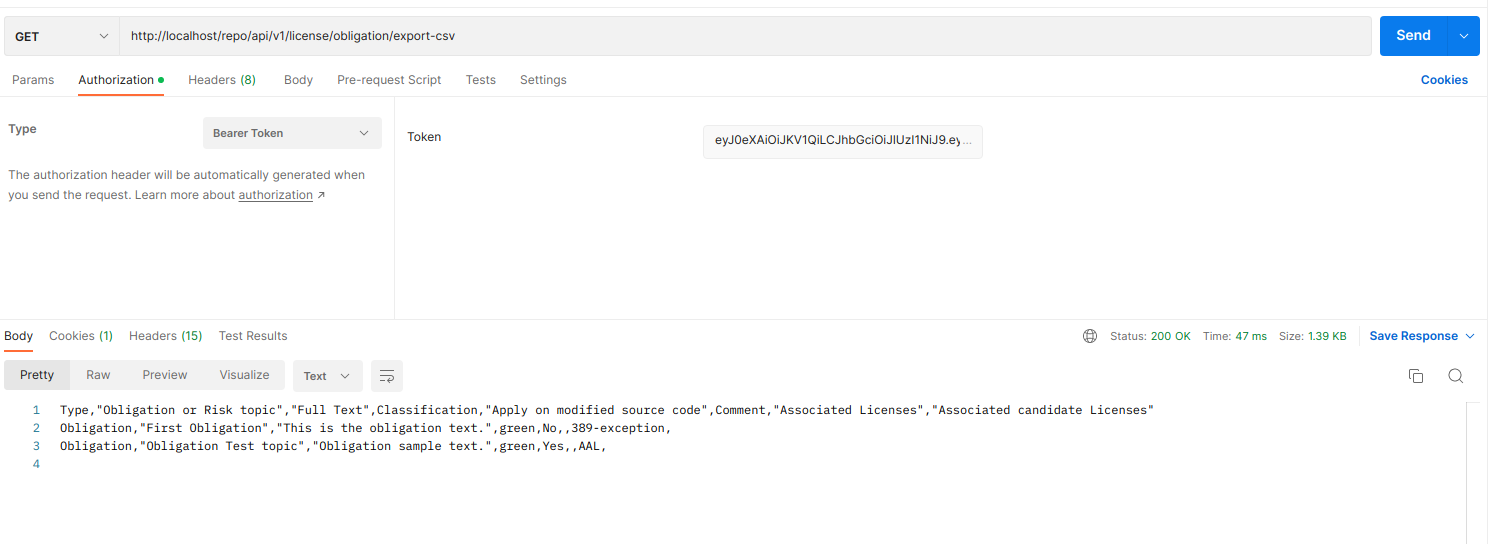 GET http://localhost/repo/api/v1/license/obligation/export-csv Send
Params Authorization Headers (8) Body Pre-request Script Tests Settings Cookies
Type Bearer Token
The authorization header will be automatically generated when
you send the request. Learn more about authorization ↗
Token eyJ0eXAiOiJKV1QiLCJhbGciOiJIUzI1NiJ9.ey...
Body Cookies (1) Headers (15) Test Results Status: 200 OK Time: 47 ms Size: 1.39 KB Save Response
Pretty Raw Preview Visualize Text
1 Type,"Obligation or Risk topic","Full Text",Classification,"Apply on modified source code",Comment,"Associated Licenses","Associated candidate Licenses"
2 Obligation,"First Obligation","This is the obligation text.",green,No,,389-exception,
3 Obligation,"Obligation Test topic","Obligation sample text.",green,Yes,,AAL,
4